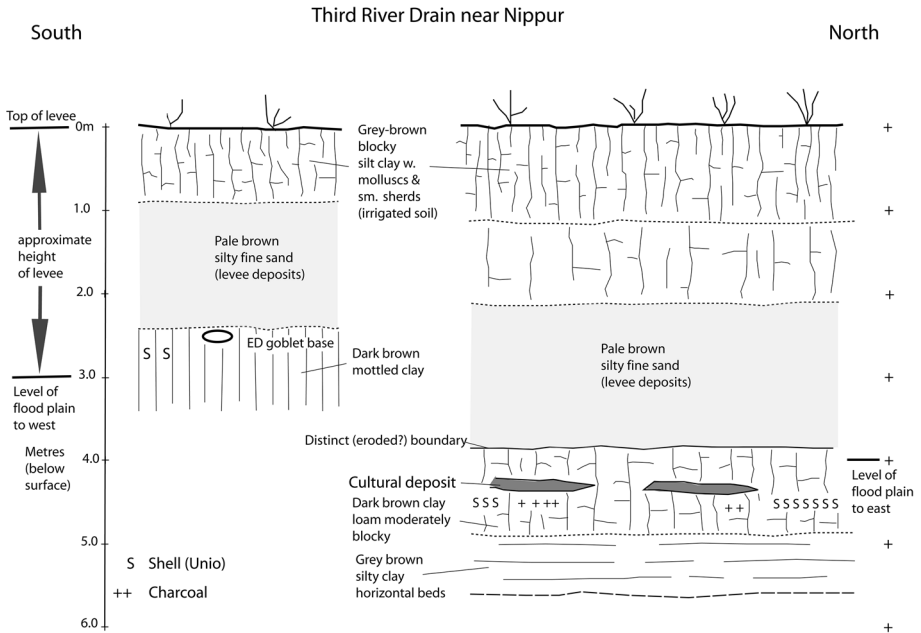 Third River Drain near Nippur
South
North
Top of levee
0m
1.0
2.0
3.0
4.0
5.0
6.0
approximate
height
of levee
Level of
flood plain
to west
Metres
(below
surface)
Grey-brown
blocky
silt clay w.
molluscs &
sm. sherds
(irrigated soil)
Pale brown
silty fine sand
(levee deposits)
S S
ED goblet base
Dark brown
mottled clay
Pale brown
silty fine sand
(levee deposits)
Distinct (eroded?) boundary
Cultural deposit
S S S
+ + + +
+ +
S S S S S S S
Dark brown clay
loam moderately
blocky
Grey brown
silty clay
horizontal beds
Level of
flood plain
to east
S Shell (Unio)
++ Charcoal